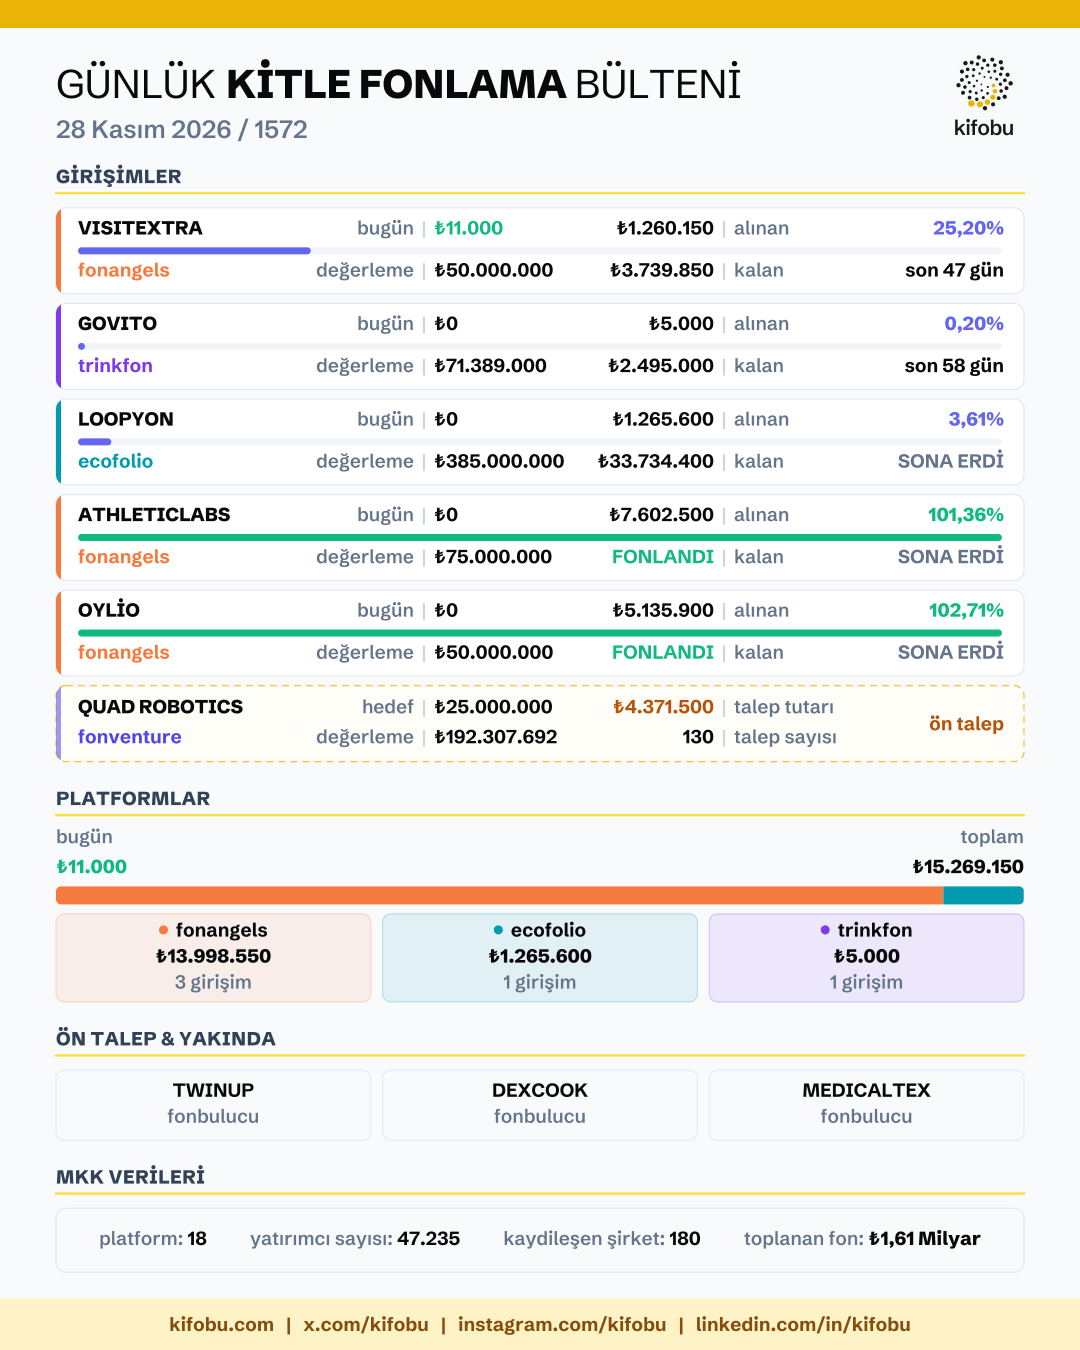 GÜNLÜK KİTLE FONLAMA BÜLTENİ
28 Kasım 2026 / 1572
kifobu
GİRİŞİMLER
VISITEXTRA bugün | ₺11.000 ₺1.260.150 | alınan 25,20%
fonangels değerleme | ₺50.000.000 ₺3.739.850 | kalan son 47 gün
GOVITO bugün | ₺0 ₺5.000 | alınan 0,20%
trinkfon değerleme | ₺71.389.000 ₺2.495.000 | kalan son 58 gün
LOOPYON bugün | ₺0 ₺1.265.600 | alınan 3,61%
ecofolio değerleme | ₺385.000.000 ₺33.734.400 | kalan SONA ERDİ
ATHLETICLABS bugün | ₺0 ₺7.602.500 | alınan 101,36%
fonangels değerleme | ₺75.000.000 FONLANDI | kalan SONA ERDİ
OYLİO bugün | ₺0 ₺5.135.900 | alınan 102,71%
fonangels değerleme | ₺50.000.000 FONLANDI | kalan SONA ERDİ
QUAD ROBOTICS hedef | ₺25.000.000 ₺4.371.500 | talep tutarı
ön talep
fonventure değerleme | ₺192.307.692 130 | talep sayısı
PLATFORMLAR
bugün toplam
₺11.000 ₺15.269.150
fonangels ecofolio trinkfon
₺13.998.550 ₺1.265.600 ₺5.000
3 girişim 1 girişim 1 girişim
ÖN TALEP & YAKINDA
TWINUP DEXCOOK MEDICALTEX
fonbulucu fonbulucu fonbulucu
MKK VERİLERİ
platform: 18 yatırımcı sayısı: 47.235 kaydileşen şirket: 180 toplanan fon: ₺1,61 Milyar
kifobu.com | x.com/kifobu | instagram.com/kifobu | linkedin.com/in/kifobu